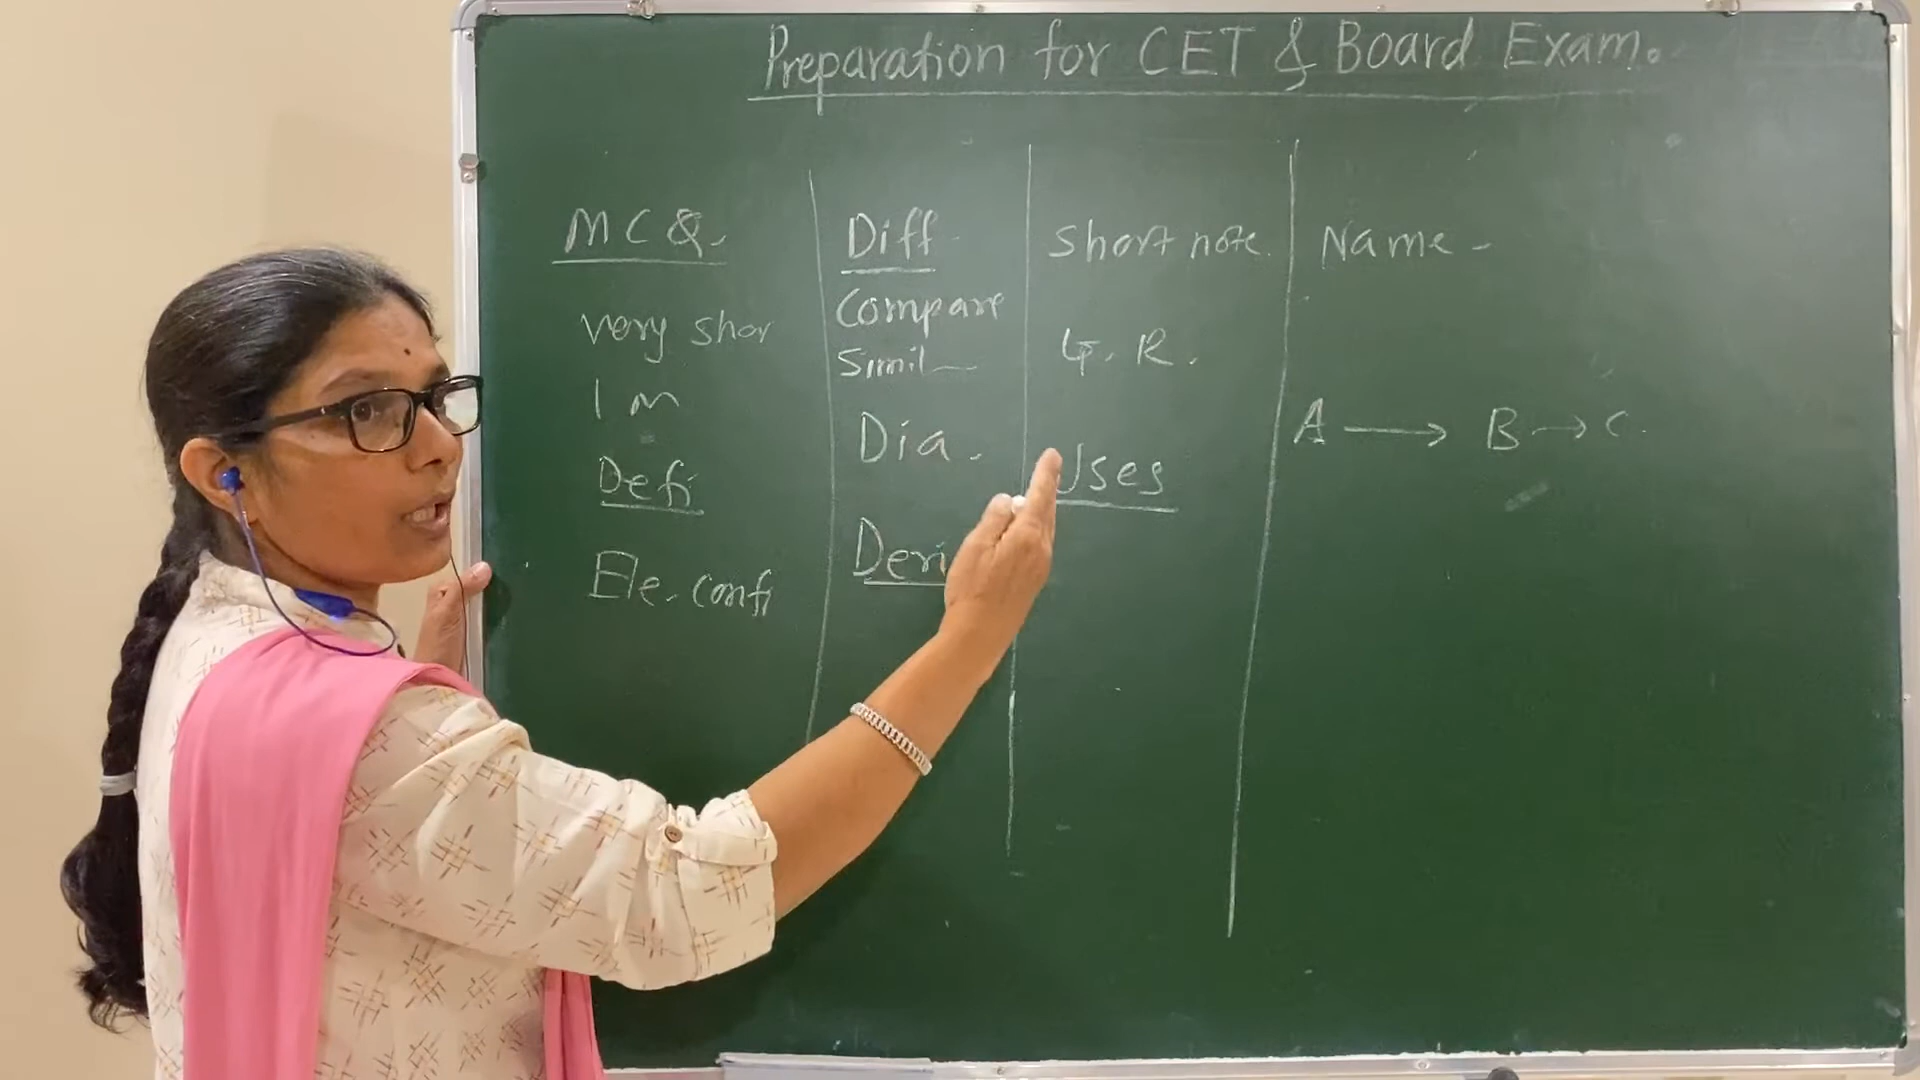 Preparation for CET & Board Exam.
MCQ.
very shor
1 m
Defi
Ele. confi
Diff
Compare
Simil
Dia.
Deri
Short note.
G. R.
Uses
Name -
A → B → C.